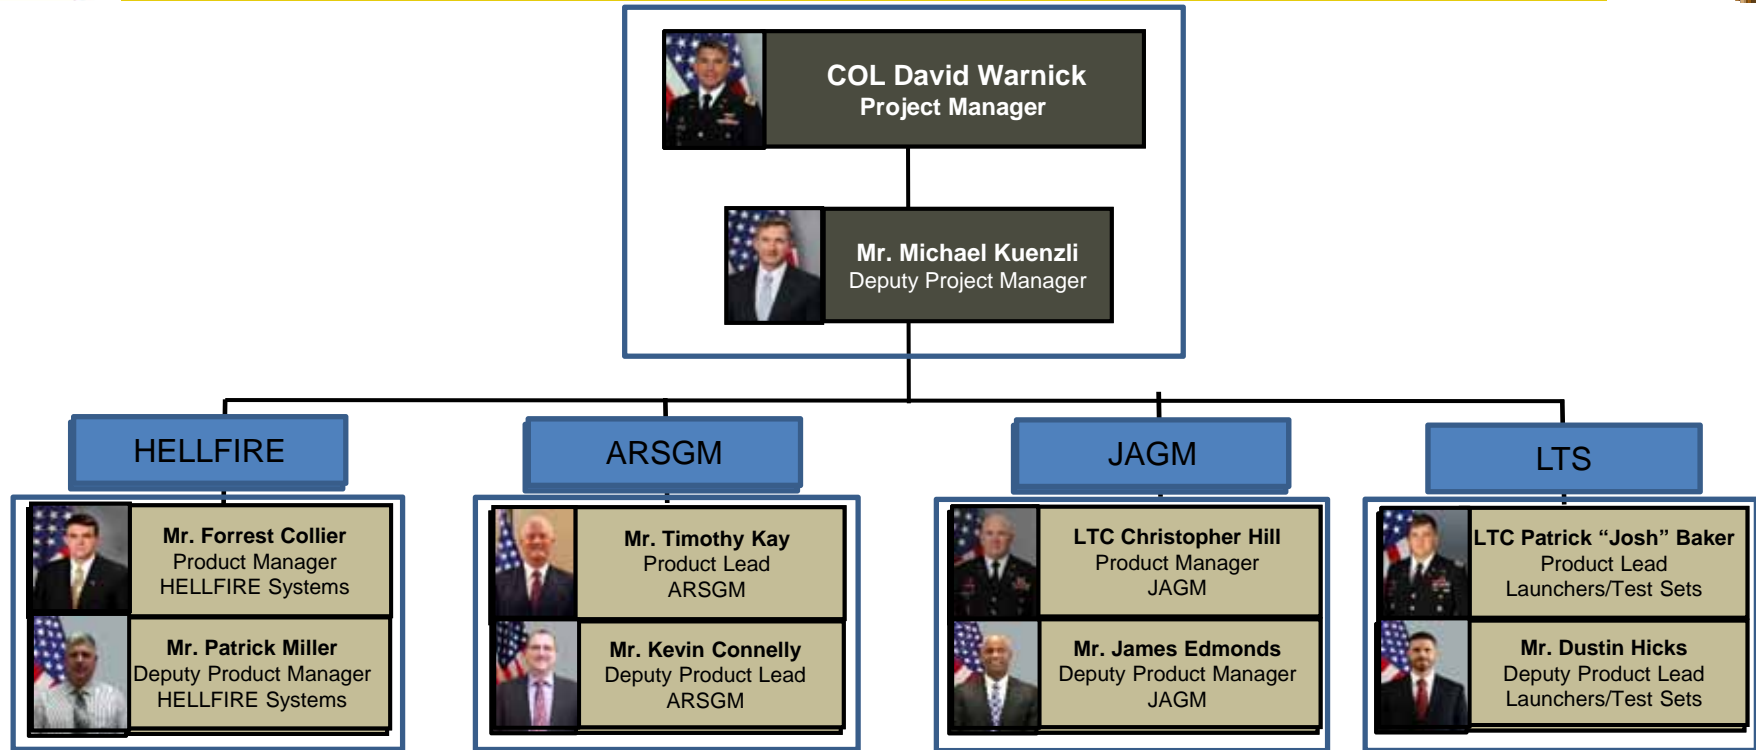 COL David Warnick
Project Manager
Mr. Michael Kuenzli
Deputy Project Manager
HELLFIRE
ARSGM
JAGM
LTS
Mr. Forrest Collier
Product Manager
HELLFIRE Systems
Mr. Patrick Miller
Deputy Product Manager
HELLFIRE Systems
Mr. Timothy Kay
Product Lead
ARSGM
Mr. Kevin Connelly
Deputy Product Lead
ARSGM
LTC Christopher Hill
Product Manager
JAGM
Mr. James Edmonds
Deputy Product Manager
JAGM
LTC Patrick “Josh” Baker
Product Lead
Launchers/Test Sets
Mr. Dustin Hicks
Deputy Product Lead
Launchers/Test Sets